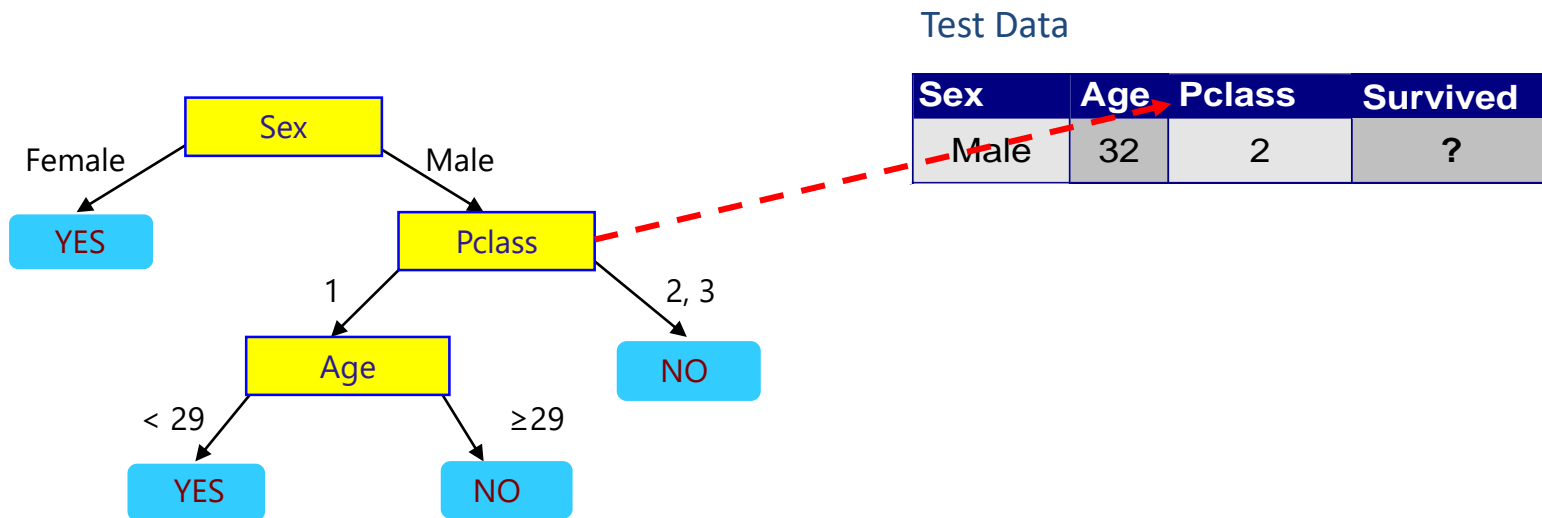 Test Data
Sex Age Pclass Survived
Male 32 2 ?
Sex
Female Male
YES Pclass
1 2, 3
Age NO
< 29 ≥29
YES NO